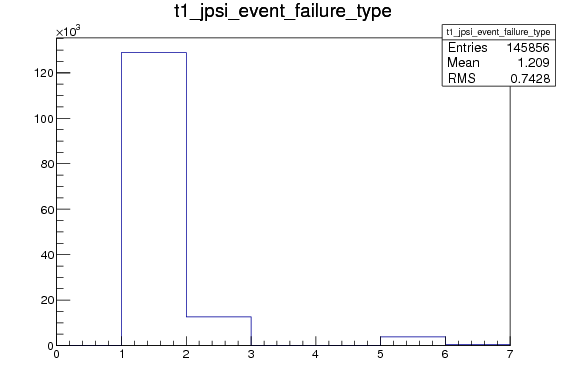 t1_jpsi_event_failure_type
×10³
t1_jpsi_event_failure_type
Entries 145856
Mean 1.209
RMS 0.7428
120
100
80
60
40
20
0
0 1 2 3 4 5 6 7